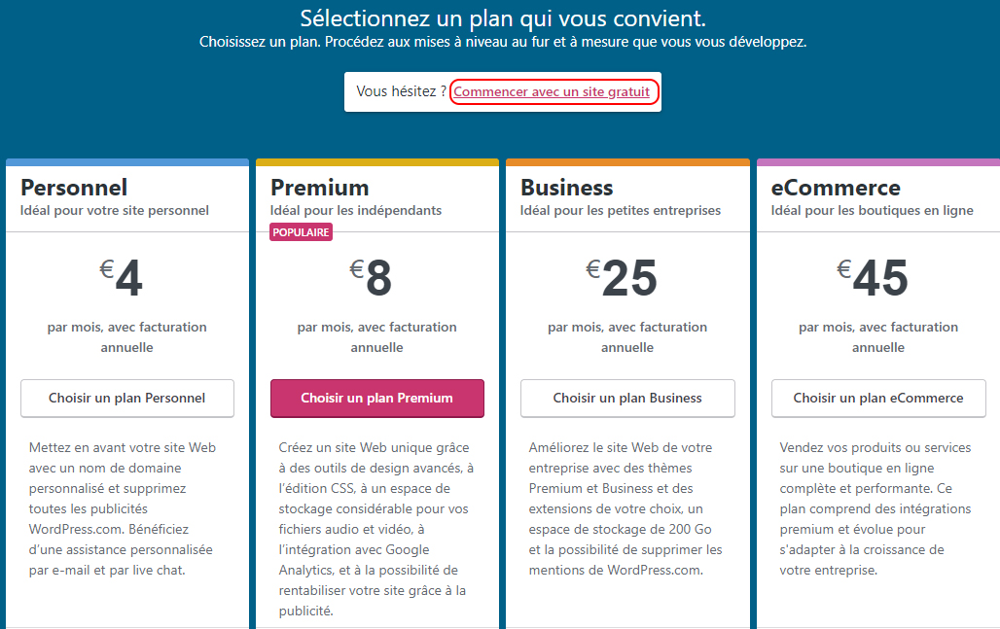 Sélectionnez un plan qui vous convient.
Choisissez un plan. Procédez aux mises à niveau au fur et à mesure que vous vous développez.
Vous hésitez ? Commencer avec un site gratuit
Personnel
Idéal pour votre site personnel
€4
par mois, avec facturation
annuelle
Choisir un plan Personnel
Mettez en avant votre site Web
avec un nom de domaine
personnalisé et supprimez
toutes les publicités
WordPress.com. Bénéficiez
d’une assistance personnalisée
par e-mail et par live chat.
Premium
Idéal pour les indépendants
POPULAIRE
€8
par mois, avec facturation
annuelle
Choisir un plan Premium
Créez un site Web unique grâce
à des outils de design avancés, à
l’édition CSS, à un espace de
stockage considérable pour vos
fichiers audio et vidéo, à
l’intégration avec Google
Analytics, et à la possibilité de
rentabiliser votre site grâce à la
publicité.
Business
Idéal pour les petites entreprises
€25
par mois, avec facturation
annuelle
Choisir un plan Business
Améliorez le site Web de votre
entreprise avec des thèmes
Premium et Business et des
extensions de votre choix, un
espace de stockage de 200 Go
et la possibilité de supprimer les
mentions de WordPress.com.
eCommerce
Idéal pour les boutiques en ligne
€45
par mois, avec facturation
annuelle
Choisir un plan eCommerce
Vendez vos produits ou services
sur une boutique en ligne
complète et performante. Ce
plan comprend des intégrations
premium et évolue pour
s'adapter à la croissance de
votre entreprise.